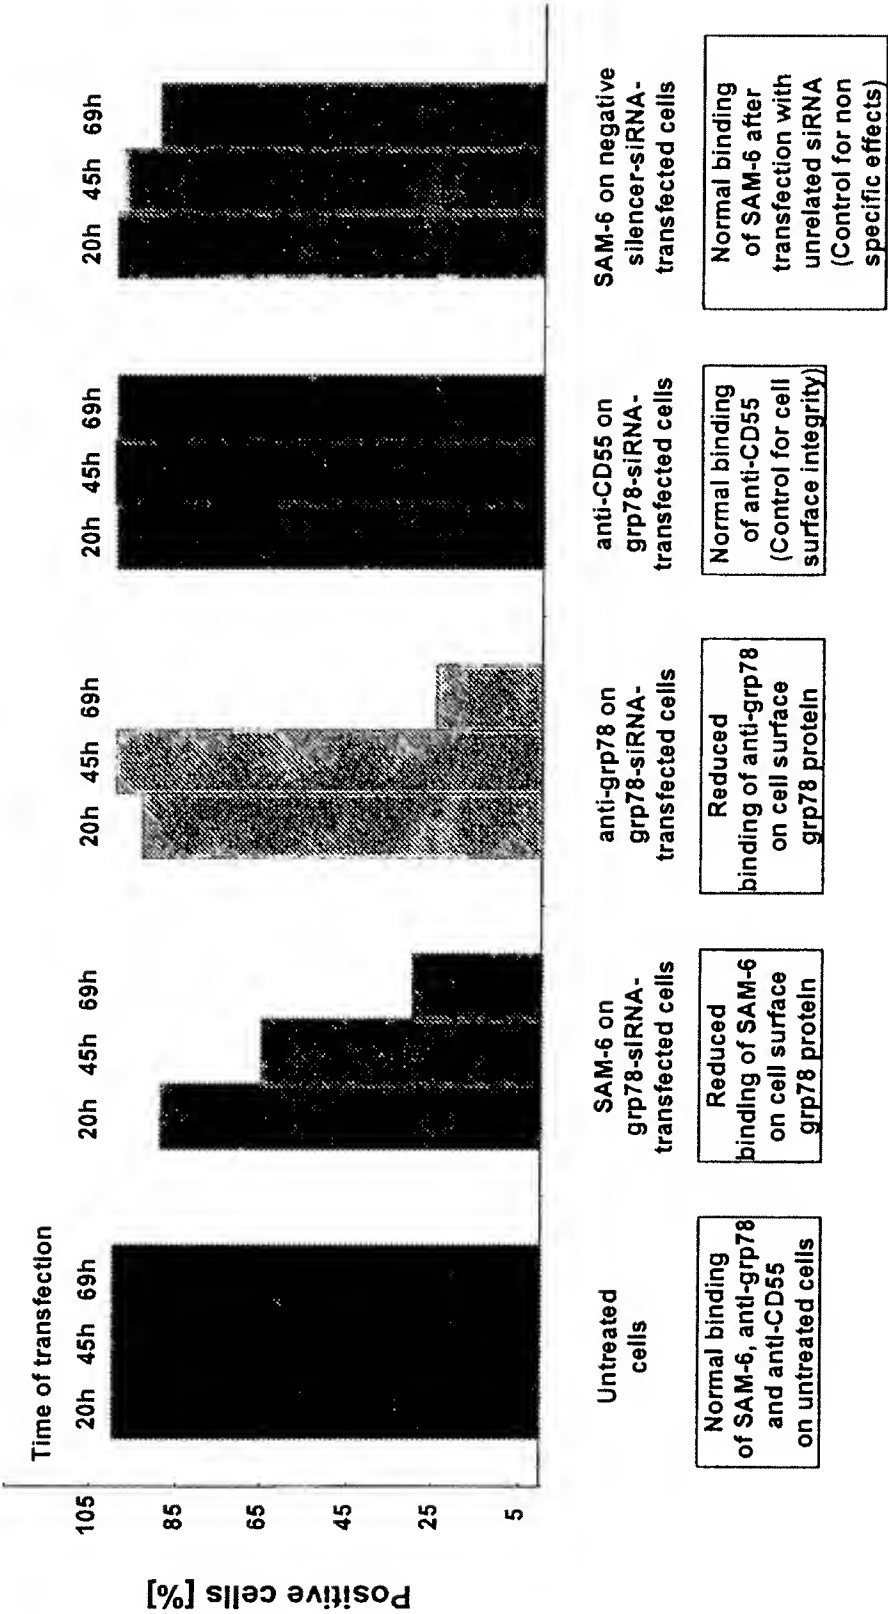 Positive cells [%]
105
85
65
45
25
5
Time of transfection
20h 45h 69h
20h 45h 69h
20h 45h 69h
20h 45h 69h
20h 45h 69h
Untreated
cells
SAM-6 on
grp78-siRNA-
transfected cells
anti-grp78 on
grp78-siRNA-
transfected cells
anti-CD55 on
grp78-siRNA-
transfected cells
SAM-6 on negative
silencer-siRNA-
transfected cells
Normal binding
of SAM-6, anti-grp78
and anti-CD55
on untreated cells
Reduced
binding of SAM-6
on cell surface
grp78 protein
Reduced
binding of anti-grp78
on cell surface
grp78 protein
Normal binding
of anti-CD55
(Control for cell
surface integrity)
Normal binding
of SAM-6 after
transfection with
unrelated siRNA
(Control for non
specific effects)